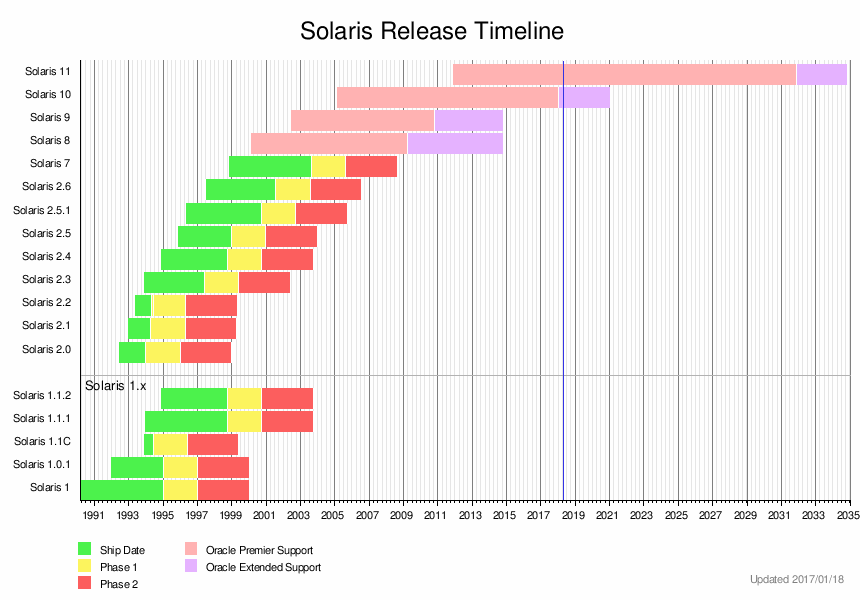 Solaris Release Timeline
Solaris 11
Solaris 10
Solaris 9
Solaris 8
Solaris 7
Solaris 2.6
Solaris 2.5.1
Solaris 2.5
Solaris 2.4
Solaris 2.3
Solaris 2.2
Solaris 2.1
Solaris 2.0
Solaris 1.x
Solaris 1.1.2
Solaris 1.1.1
Solaris 1.1C
Solaris 1.0.1
Solaris 1
1991 1993 1995 1997 1999 2001 2003 2005 2007 2009 2011 2013 2015 2017 2019 2021 2023 2025 2027 2029 2031 2033 2035
Ship Date Oracle Premier Support
Phase 1 Oracle Extended Support
Phase 2
Updated 2017/01/18